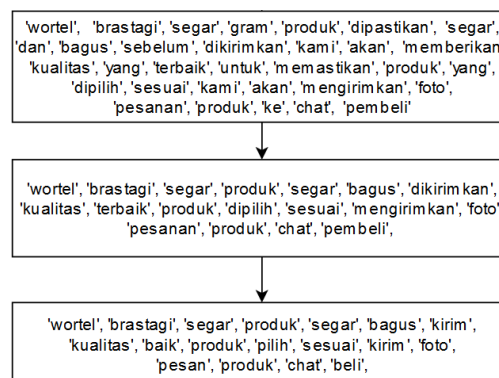 'wortel', 'brastagi', 'segar', 'gram', 'produk', 'dipastikan', 'segar',
'dan', 'bagus', 'sebelum', 'dikirimkan', 'kami', 'akan', 'memberikan'
'kualitas', 'yang', 'terbaik', 'untuk', 'memastikan', 'produk', 'yang',
'dipilih', 'sesuai', 'kami', 'akan', 'mengirimkan', 'foto',
'pesanan', 'produk', 'ke', 'chat', 'pembeli'
'wortel', 'brastagi', 'segar', 'produk', 'segar', 'bagus', 'dikirimkan',
'kualitas', 'terbaik', 'produk', 'dipilih', 'sesuai', 'mengirimkan', 'foto'
'pesanan', 'produk', 'chat', 'pembeli',
'wortel', 'brastagi', 'segar', 'produk', 'segar', 'bagus', 'kirim',
'kualitas', 'baik', 'produk', 'pilih', 'sesuai', 'kirim', 'foto',
'pesan', 'produk', 'chat', 'beli',